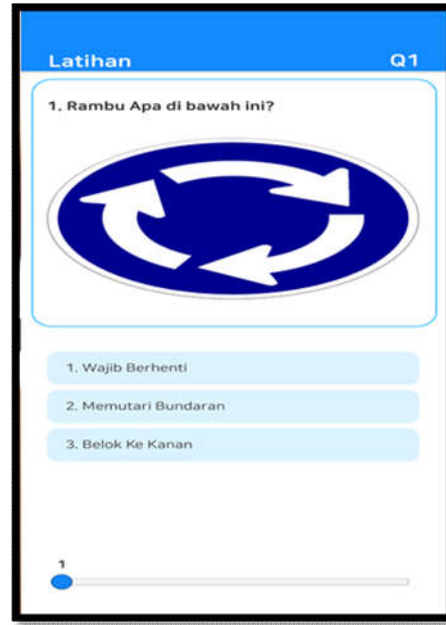 Latihan Q1
1. Rambu Apa di bawah ini?
1. Wajib Berhenti
2. Memutari Bundaran
3. Belok Ke Kanan
1